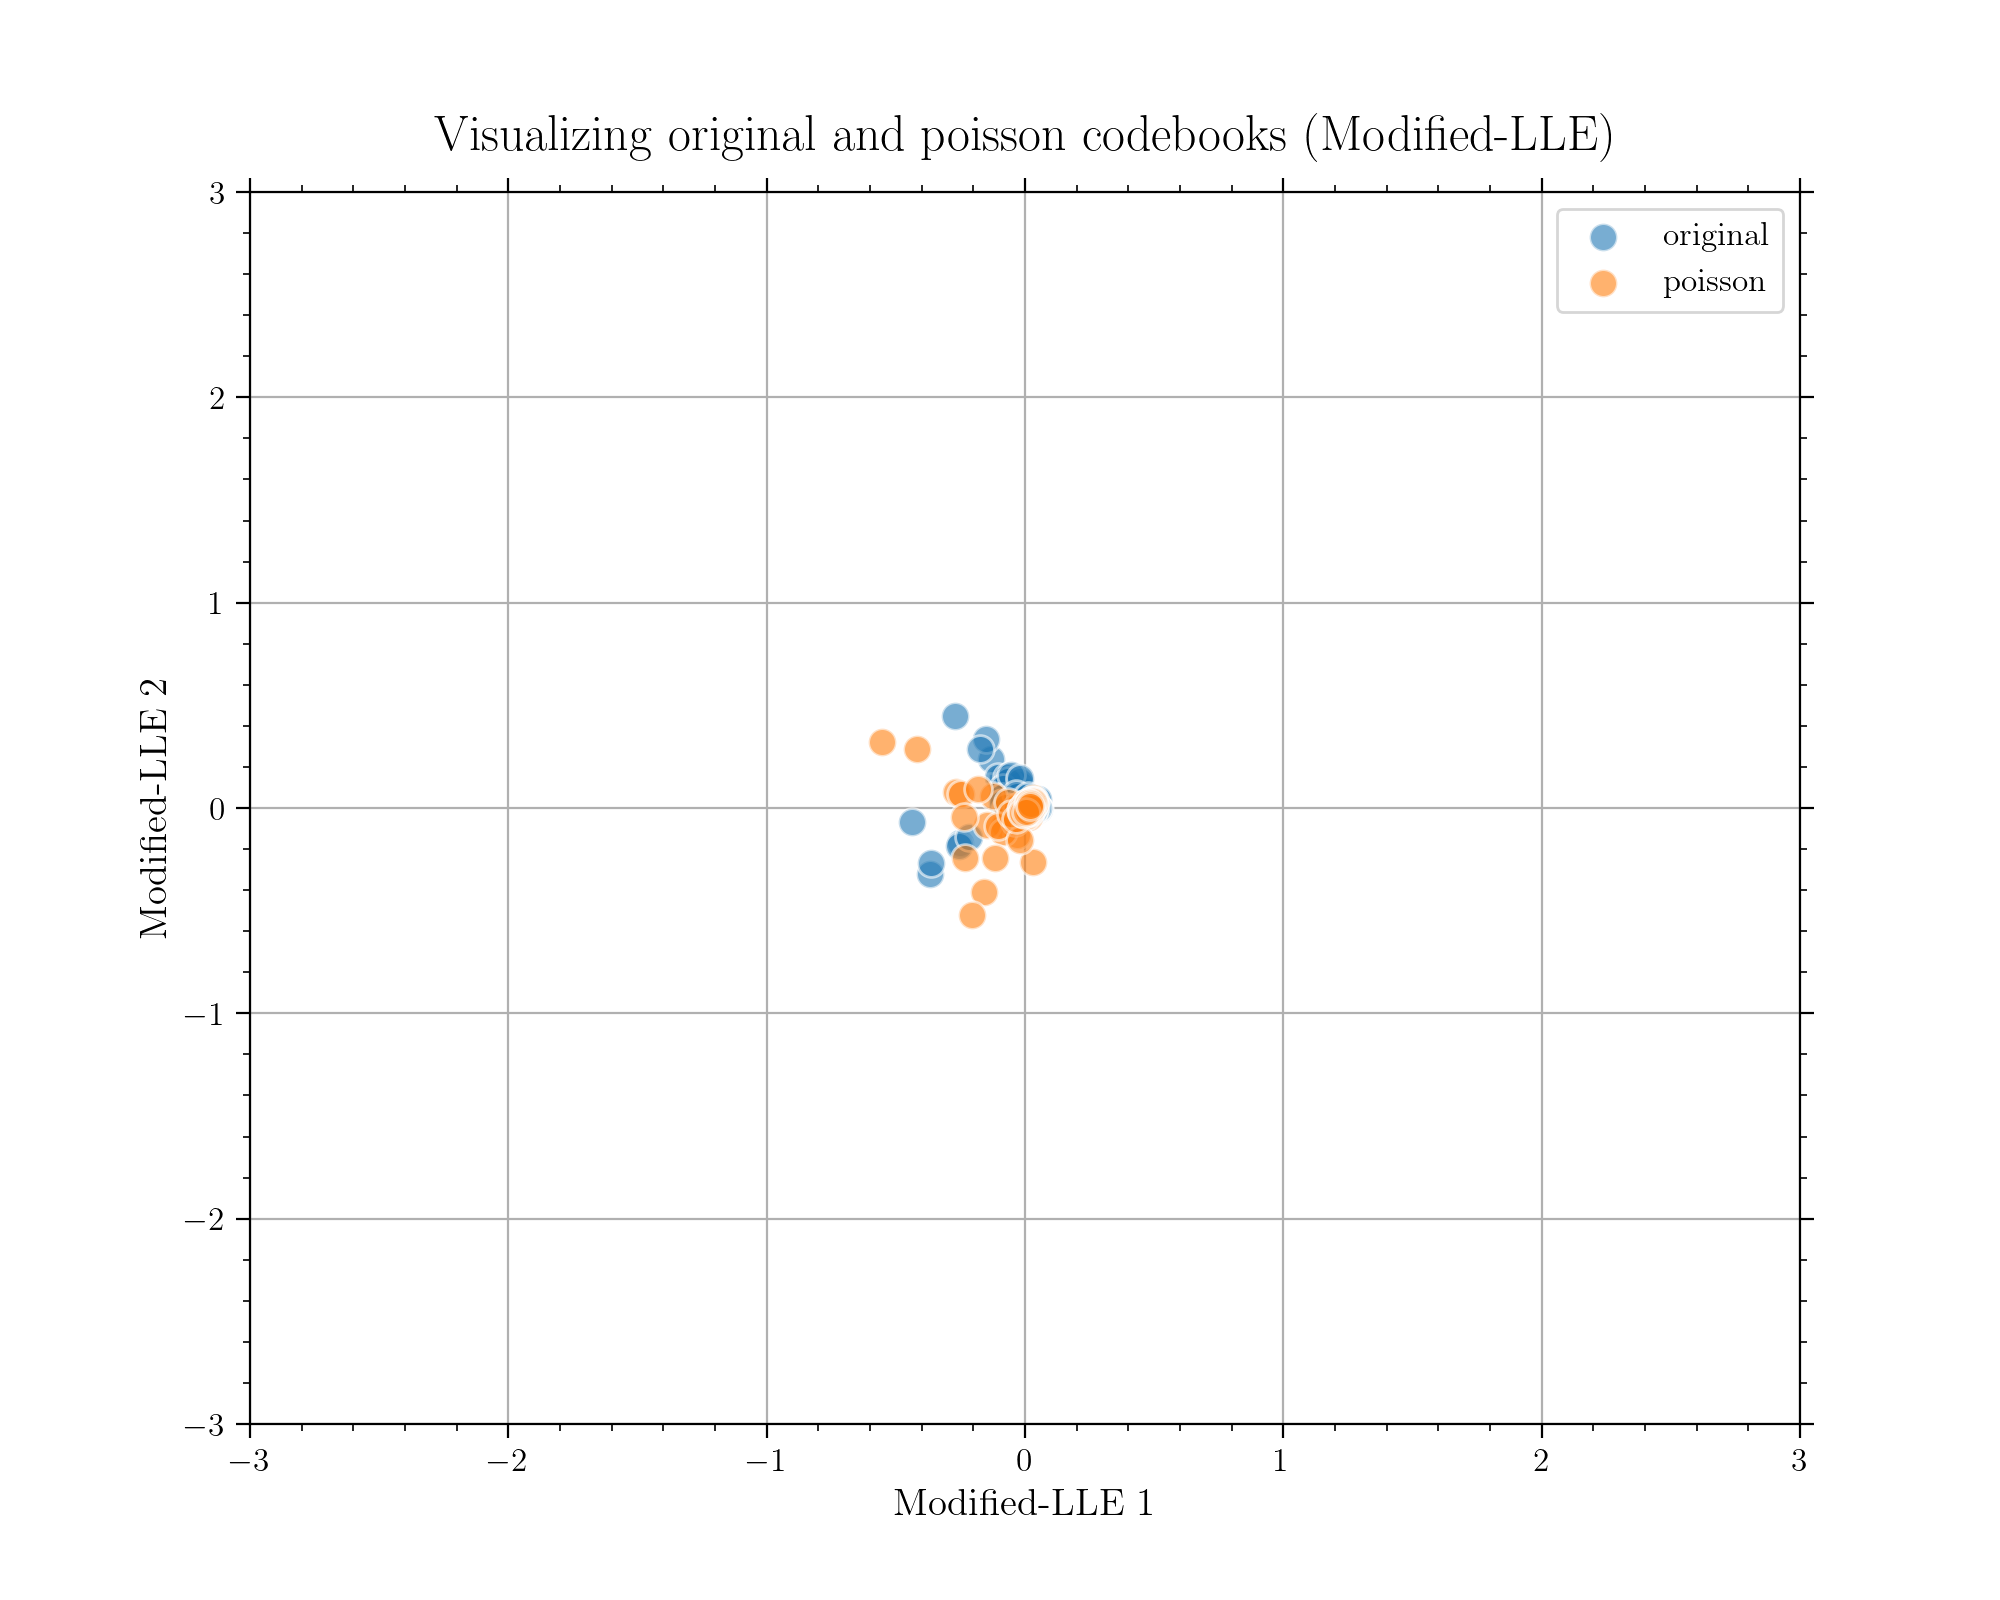 Visualizing original and poisson codebooks (Modified-LLE)
original
poisson
3
2
1
0
−1
−2
−3
Modified-LLE 2
−3
−2
−1
0
1
2
3
Modified-LLE 1